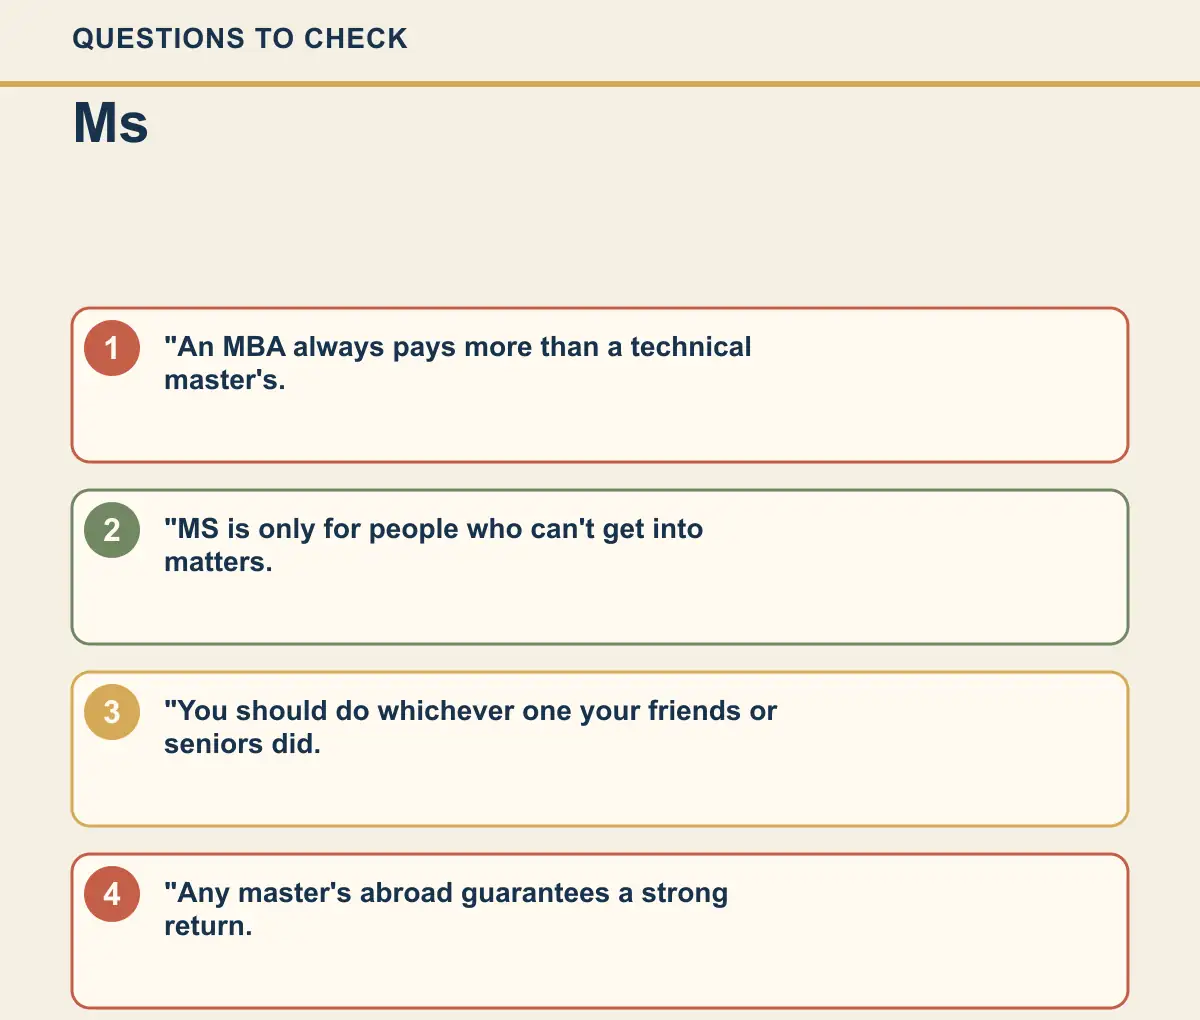 QUESTIONS TO CHECK
Ms
1
"An MBA always pays more than a technical
master's.
2
"MS is only for people who can't get into
matters.
3
"You should do whichever one your friends or
seniors did.
4
"Any master's abroad guarantees a strong
return.